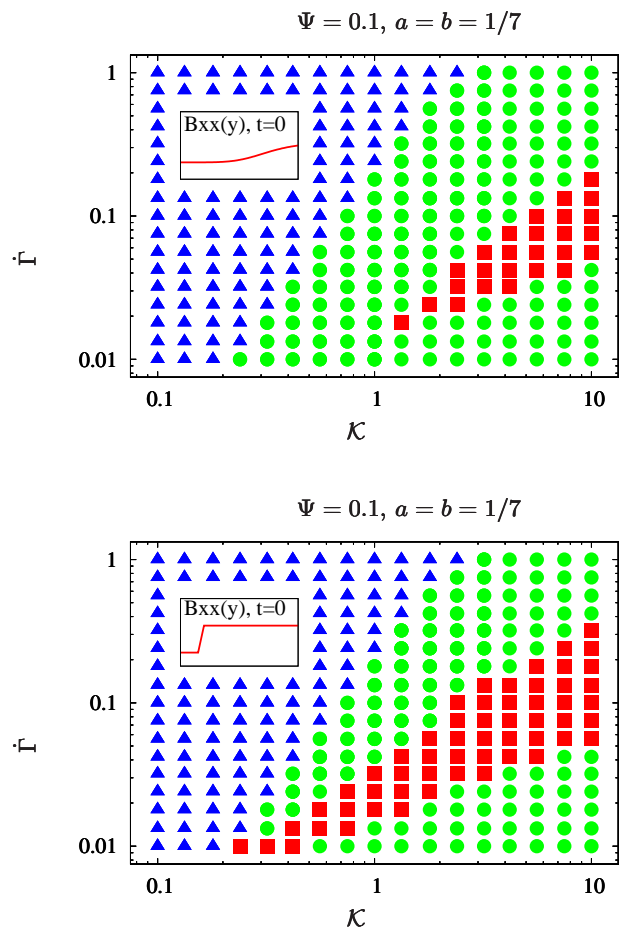 Ψ = 0.1, a = b = 1/7
1
Bxx(y), t=0
0.1
Γ̇
0.01
0.1 1 10
𝒦
Ψ = 0.1, a = b = 1/7
1
Bxx(y), t=0
0.1
Γ̇
0.01
0.1 1 10
𝒦